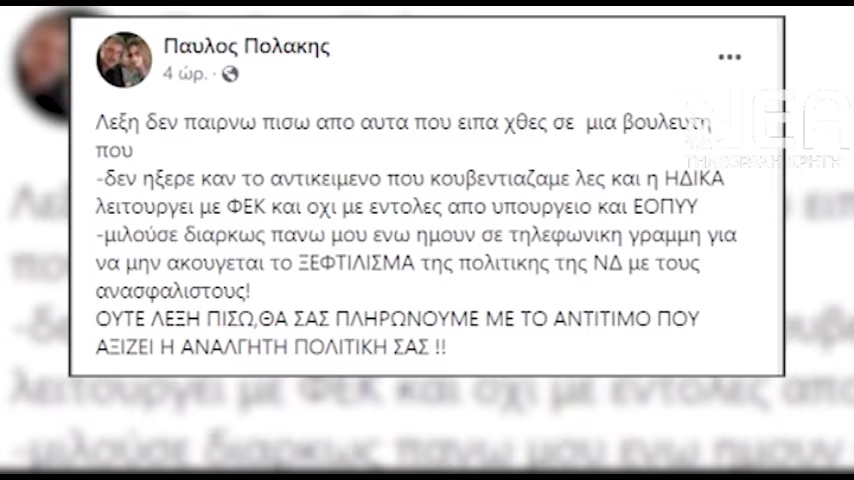 Παυλος Πολακης
4 ώρ. ·
Λεξη δεν παιρνω πισω απο αυτα που ειπα χθες σε μια βουλευτη
που
-δεν ηξερε καν το αντικειμενο που κουβεντιαζαμε λες και η ΗΔΙΚΑ
λειτουργει με ΦΕΚ και οχι με εντολες απο υπουργειο και ΕΟΠΥΥ
-μιλούσε διαρκως πανω μου ενω ημουν σε τηλεφωνικη γραμμη για
να μην ακουγεται το ΞΕΦΤΙΛΙΣΜΑ της πολιτικης της ΝΔ με τους
ανασφαλιστους!
ΟΥΤΕ ΛΕΞΗ ΠΙΣΩ,ΘΑ ΣΑΣ ΠΛΗΡΩΝΟΥΜΕ ΜΕ ΤΟ ΑΝΤΙΤΙΜΟ ΠΟΥ
ΑΞΙΖΕΙ Η ΑΝΑΛΓΗΤΗ ΠΟΛΙΤΙΚΗ ΣΑΣ !!
ΝΕΑ
ΤΗΛΕΟΡΑΣΗ ΚΡΗΤΗ